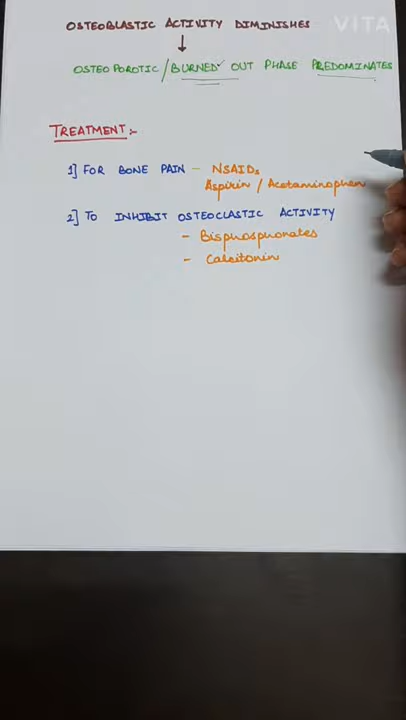 OSTEOBLASTIC ACTIVITY DIMINISHES
VITA
↓
OSTEOPOROTIC / BURNED OUT PHASE PREDOMINATES
TREATMENT:-
1] FOR BONE PAIN - NSAIDs
Aspirin / Acetaminophen
2] TO INHIBIT OSTEOCLASTIC ACTIVITY
- Bisphosphonates
- Calcitonin